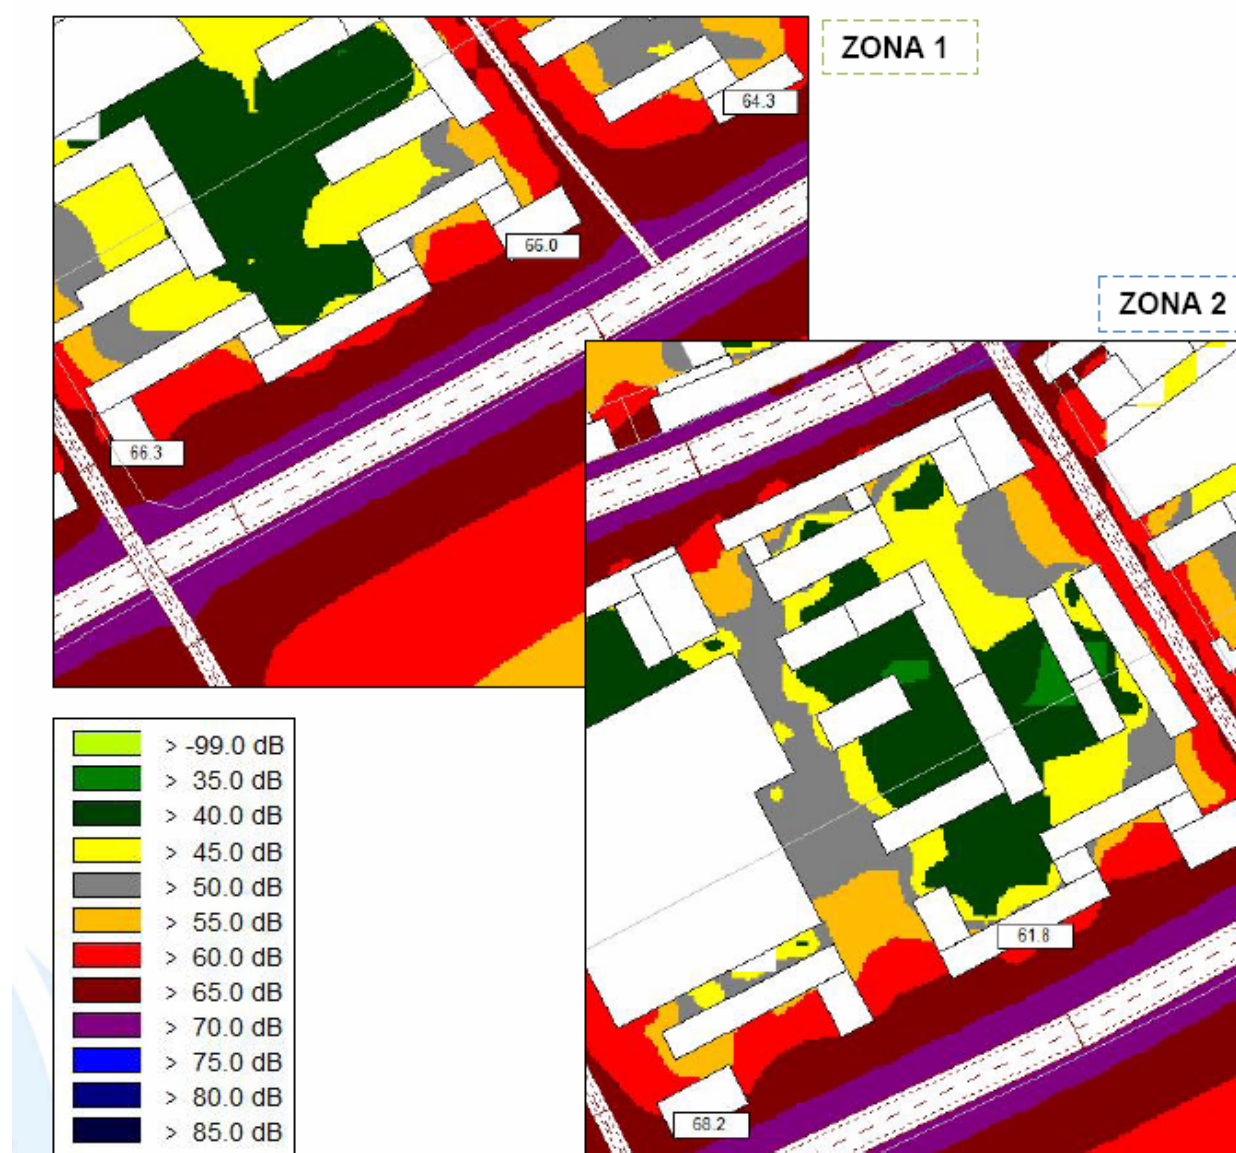 ZONA 1
64.3
66.0
66.3
ZONA 2
61.8
68.2
> -99.0 dB
> 35.0 dB
> 40.0 dB
> 45.0 dB
> 50.0 dB
> 55.0 dB
> 60.0 dB
> 65.0 dB
> 70.0 dB
> 75.0 dB
> 80.0 dB
> 85.0 dB